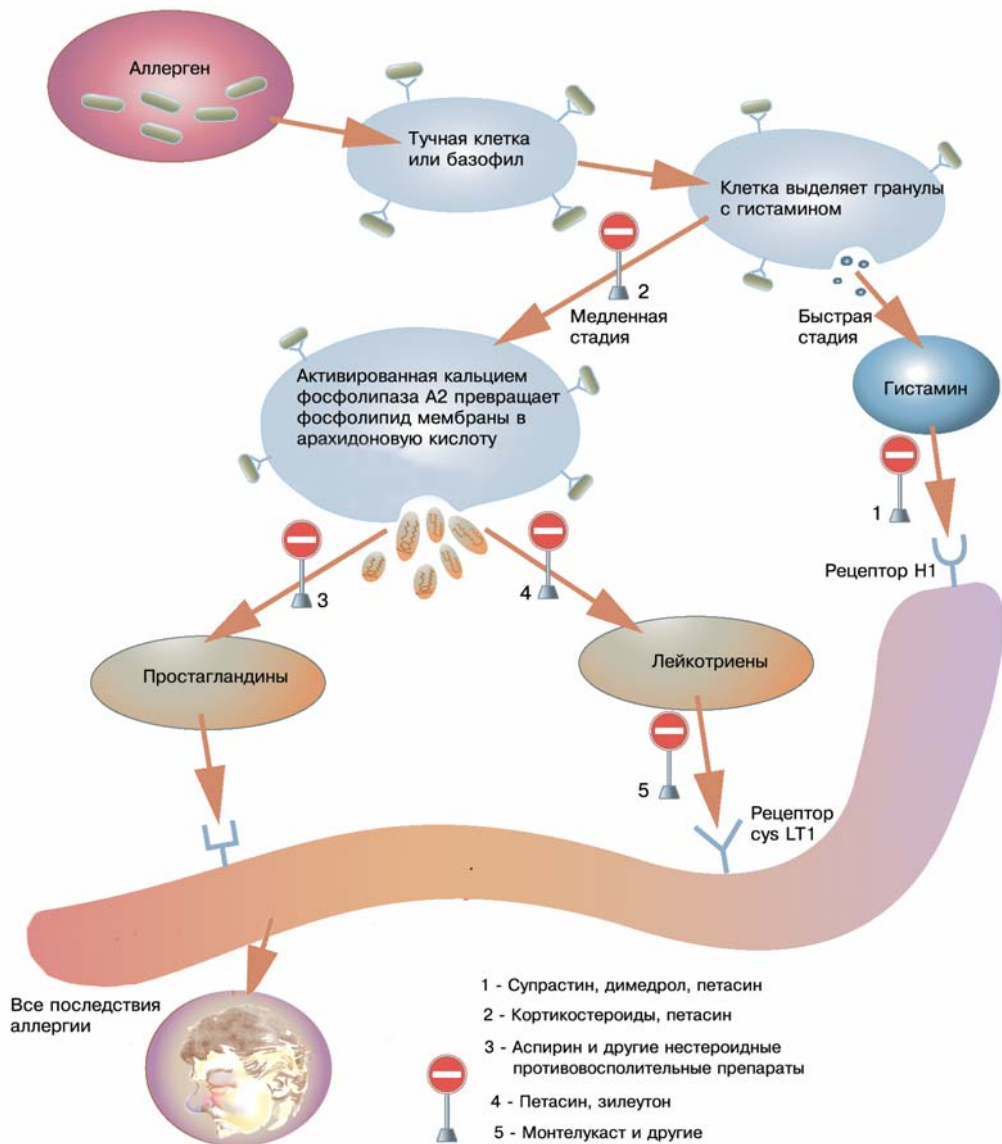 Аллерген
Тучная клетка
или базофил
Клетка выделяет гранулы
с гистамином
2
Медленная
стадия
Быстрая
стадия
Активированная кальцием
фосфолипаза А2 превращает
фосфолипид мембраны в
арахидоновую кислоту
Гистамин
1
Рецептор H1
3
4
Простагландины
Лейкотриены
5
Рецептор
cys LT1
Все последствия
аллергии
1 - Супрастин, димедрол, петасин
2 - Кортикостероиды, петасин
3 - Аспирин и другие нестероидные
противовосполительные препараты
4 - Петасин, зилеутон
5 - Монтелукаст и другие